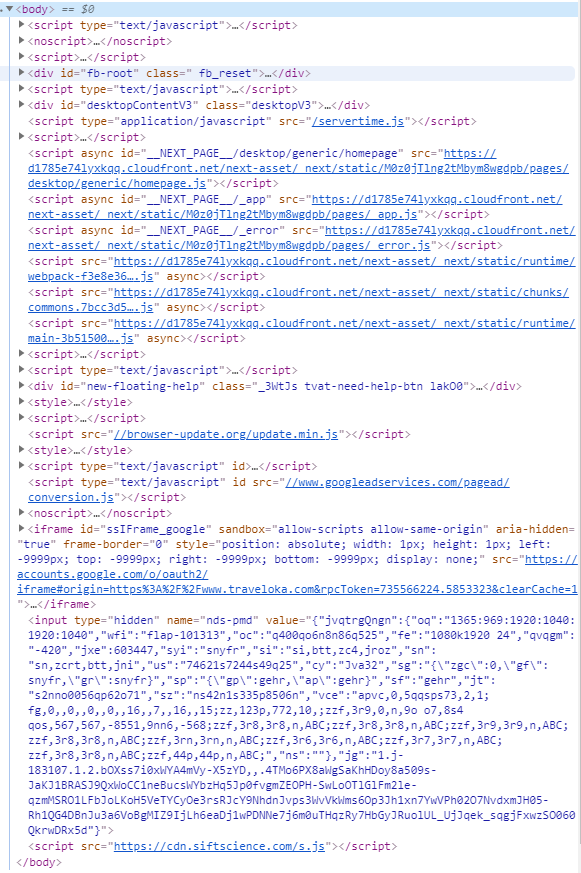 <body> == $0
<script type="text/javascript">…</script>
<noscript>…</noscript>
<script>…</script>
<div id="fb-root" class=" fb_reset">…</div>
<script type="text/javascript">…</script>
<div id="desktopContentV3" class="desktopV3">…</div>
<script type="application/javascript" src="/servertime.js"></script>
<script>…</script>
<script async id="__NEXT_PAGE__/desktop/generic/homepage" src="https://
d1785e74lyxkqq.cloudfront.net/next-asset/_next/static/M0z0jTlng2tMbym8wgdpb/pages/
desktop/generic/homepage.js"></script>
<script async id="__NEXT_PAGE__/_app" src="https://d1785e74lyxkqq.cloudfront.net/
next-asset/_next/static/M0z0jTlng2tMbym8wgdpb/pages/_app.js"></script>
<script async id="__NEXT_PAGE__/_error" src="https://d1785e74lyxkqq.cloudfront.net/
next-asset/_next/static/M0z0jTlng2tMbym8wgdpb/pages/_error.js"></script>
<script src="https://d1785e74lyxkqq.cloudfront.net/next-asset/_next/static/runtime/
webpack-f3e8e36….js" async></script>
<script src="https://d1785e74lyxkqq.cloudfront.net/next-asset/_next/static/chunks/
commons.7bcc3d5….js" async></script>
<script src="https://d1785e74lyxkqq.cloudfront.net/next-asset/_next/static/runtime/
main-3b51500….js" async></script>
<script>…</script>
<script type="text/javascript">…</script>
<div id="new-floating-help" class="_3WtJs tvat-need-help-btn lakO0">…</div>
<style>…</style>
<script>…</script>
<script src="//browser-update.org/update.min.js"></script>
<style>…</style>
<script type="text/javascript" id>…</script>
<script type="text/javascript" id src="//www.googleadservices.com/pagead/
conversion.js"></script>
<noscript>…</noscript>
<iframe id="ssIFrame_google" sandbox="allow-scripts allow-same-origin" aria-hidden=
"true" frame-border="0" style="position: absolute; width: 1px; height: 1px; left:
-9999px; top: -9999px; right: -9999px; bottom: -9999px; display: none;" src="https://
accounts.google.com/o/oauth2/
iframe#origin=https%3A%2F%2Fwww.traveloka.com&rpcToken=735566224.5853323&clearCache=1
">…</iframe>
<input type="hidden" name="nds-pmd" value="{"jvqtrgQngn":{"oq":"1365:969:1920:1040:
1920:1040","wfi":"flap-101313","oc":"q400qo6n8n86q525","fe":"1080k1920 24","qvqgm":
"-420","jxe":603447,"syi":"snyfr","si":"si,btt,zc4,jroz","sn":
"sn,zcrt,btt,jni","us":"74621s7244s49q25","cy":"Jva32","sg":"{\"zgc\":0,\"gf\":
snyfr,\"gr\":snyfr}","sp":"{\"gp\":gehr,\"ap\":gehr}","sf":"gehr","jt":
"s2nno0056qp62o71","sz":"ns42n1s335p8506n","vce":"apvc,0,5qqsps73,2,1;
fg,0,,0,,0,,0,,16,,7,,16,,15;zz,123p,772,10,;zzf,3r9,0,n,9o o7,8s4
qos,567,567,-8551,9nn6,-568;zzf,3r8,3r8,n,ABC;zzf,3r8,3r8,n,ABC;zzf,3r9,3r9,n,ABC;
zzf,3r8,3r8,n,ABC;zzf,3rn,3rn,n,ABC;zzf,3r6,3r6,n,ABC;zzf,3r7,3r7,n,ABC;
zzf,3r8,3r8,n,ABC;zzf,44p,44p,n,ABC;","ns":""},"jg":"1.j-
183107.1.2.bOXss7i0xWYA4mVy-X5zYD,,.4TMo6PX8aWgSaKhHDoy8a509s-
JaKJ1BRASJ9QxWoCC1neBucsWYbzHq5Jp0fvgmZEOPH-SwLoOTlGlFm2le-
qzmMSRO1LFbJoLKoH5VeTYCyOe3rsRJcY9NhdnJvps3WvVkWms6Op3Jh1xn7YwVPh02O7NvdxmJH05-
Rh1QG4DBnJu3a6VoBgMIZ9IjLh6eaDj1wPDNNe7j6m0uTHqzRy7HbGyJRuolUL_UjJqek_sqgjFxwzSO060
QkrwDRx5d"}">
<script src="https://cdn.siftscience.com/s.js"></script>
</body>